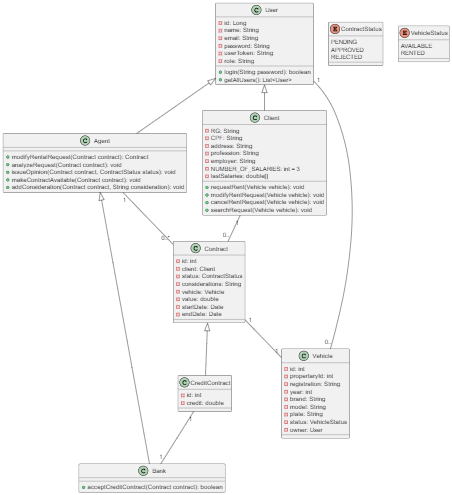 C User
id: Long
name: String
email: String
password: String
userToken: String
role: String
login(String password): boolean
getAllUsers(): List<User>
E ContractStatus
PENDING
APPROVED
REJECTED
E VehicleStatus
AVAILABLE
RENTED
1
C Client
RG: String
CPF: String
address: String
profession: String
employer: String
NUMBER_OF_SALARIES: int = 3
lastSalaries: double[]
requestRent(Vehicle vehicle): void
modifyRentRequest(Vehicle vehicle): void
cancelRentRequest(Vehicle vehicle): void
searchRequest(Vehicle vehicle): void
C Agent
modifyRentalRequest(Contract contract): Contract
analyzeRequest(Contract contract): void
issueOpinion(Contract contract, ContractStatus status): void
makeContractAvailable(Contract contract): void
addConsideration(Contract contract, String consideration): void
1
1
0..*
0..
C Contract
id: int
client: Client
status: ContractStatus
considerations: String
vehicle: Vehicle
value: double
startDate: Date
endDate: Date
1
0..
1
C Vehicle
id: int
propertaryId: int
registration: String
year: int
brand: String
model: String
plate: String
status: VehicleStatus
owner: User
C CreditContract
id: int
credit: double
1
1
C Bank
acceptCreditContract(Contract contract): boolean